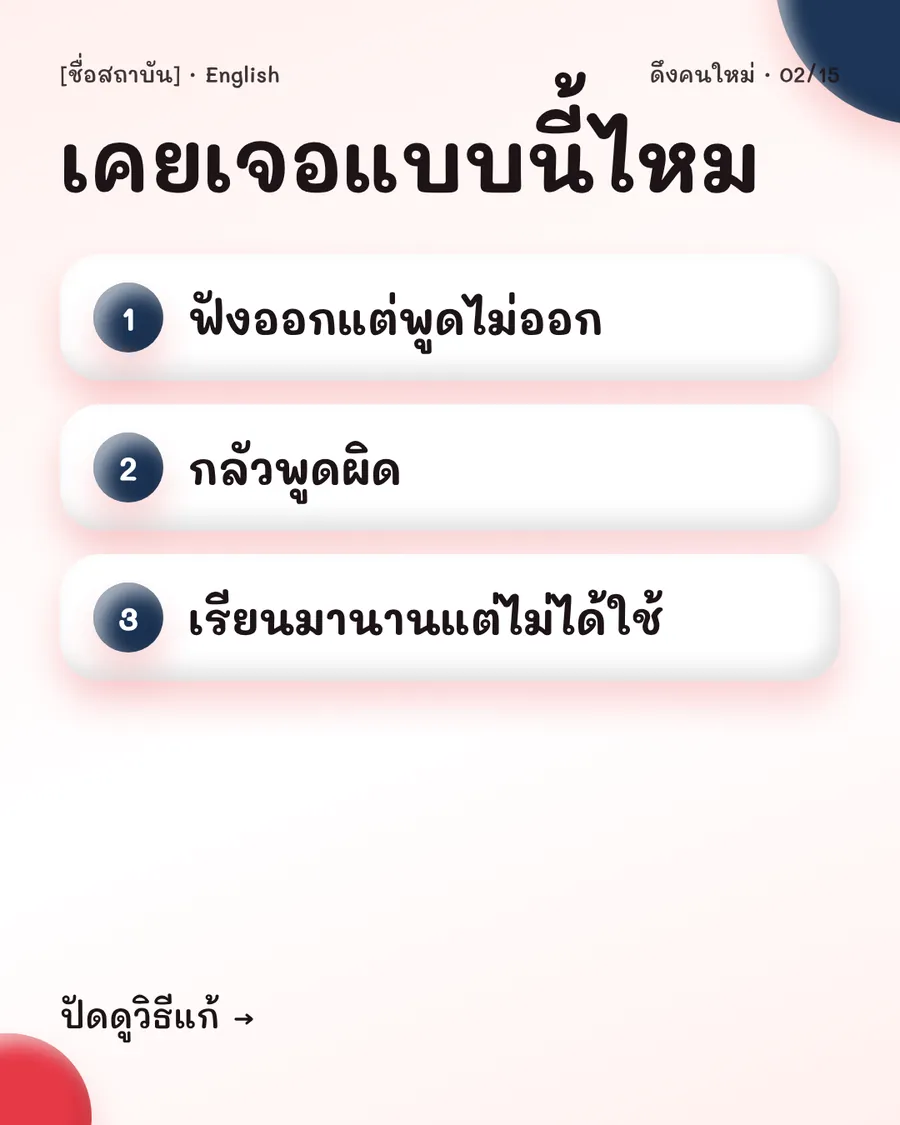 [ชื่อสถาบัน] · English
ดึงคนใหม่ · 02/15
เคยเจอแบบนี้ไหม
1 ฟังออกแต่พูดไม่ออก
2 กลัวพูดผิด
3 เรียนมานานแต่ไม่ได้ใช้
ปัดดูวิธีแก้ →